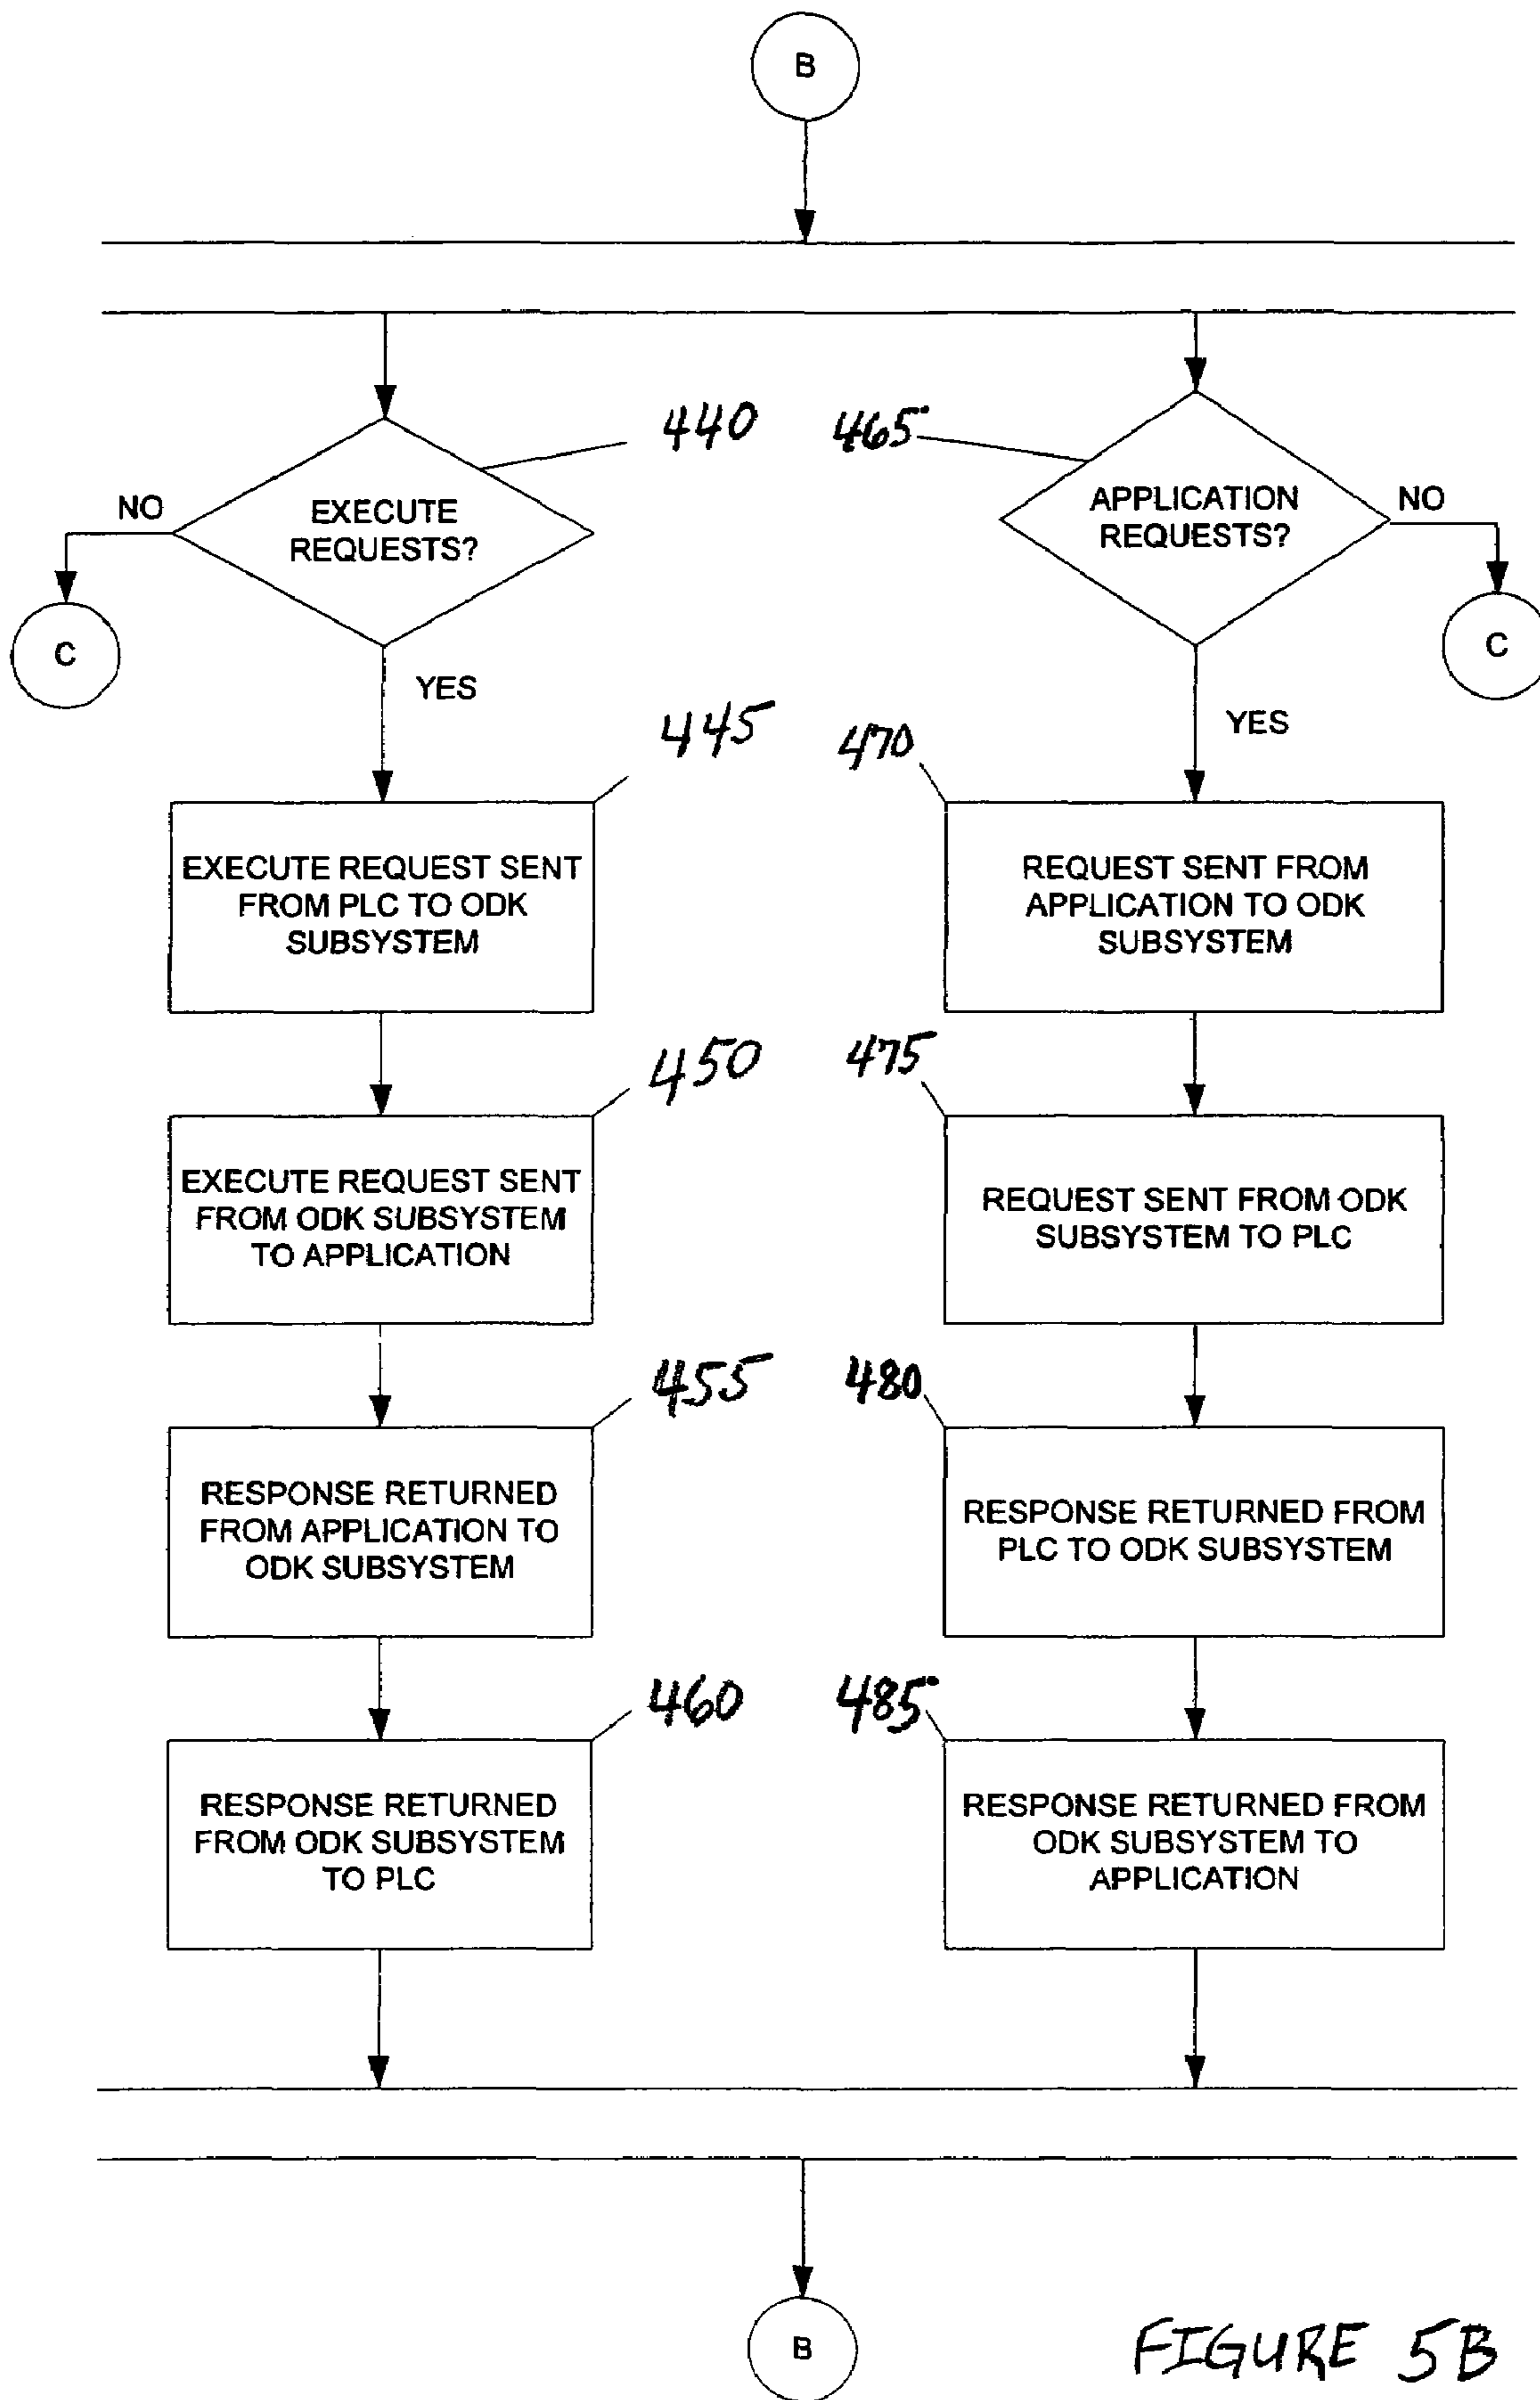 B
440
465
NO
EXECUTE
REQUESTS?
APPLICATION
REQUESTS?
NO
C
C
YES
YES
445
470
EXECUTE REQUEST SENT
FROM PLC TO ODK
SUBSYSTEM
REQUEST SENT FROM
APPLICATION TO ODK
SUBSYSTEM
450
475
EXECUTE REQUEST SENT
FROM ODK SUBSYSTEM
TO APPLICATION
REQUEST SENT FROM ODK
SUBSYSTEM TO PLC
455
480
RESPONSE RETURNED
FROM APPLICATION TO
ODK SUBSYSTEM
RESPONSE RETURNED FROM
PLC TO ODK SUBSYSTEM
460
485
RESPONSE RETURNED
FROM ODK SUBSYSTEM
TO PLC
RESPONSE RETURNED FROM
ODK SUBSYSTEM TO
APPLICATION
B
FIGURE 5B